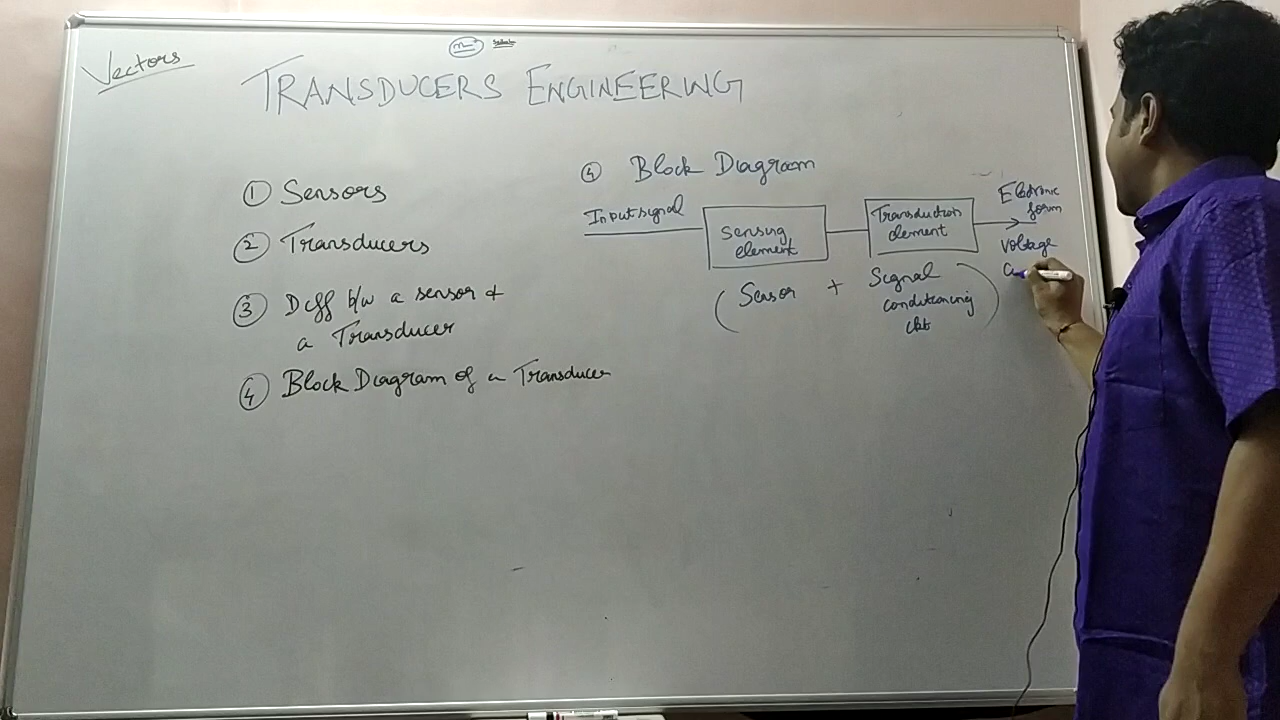 Vectors
TRANSDUCERS ENGINEERING
① Sensors
② Transducers
③ Diff b/w a sensor &
a Transducer
④ Block Diagram of a Transducer
④ Block Diagram
Input signal
Sensing
element
Transduction
element
Electronic
form
Voltage
(Sensor + Signal
conditioning
ckt)